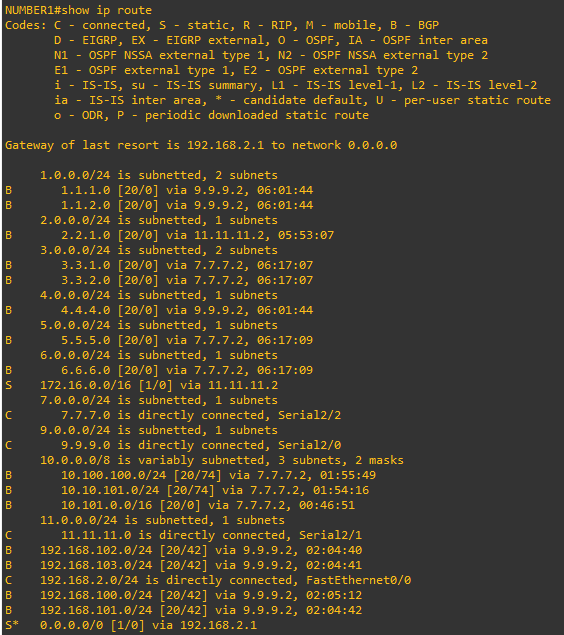 NUMBER1#show ip route
Codes: C - connected, S - static, R - RIP, M - mobile, B - BGP
       D - EIGRP, EX - EIGRP external, O - OSPF, IA - OSPF inter area
       N1 - OSPF NSSA external type 1, N2 - OSPF NSSA external type 2
       E1 - OSPF external type 1, E2 - OSPF external type 2
       i - IS-IS, su - IS-IS summary, L1 - IS-IS level-1, L2 - IS-IS level-2
       ia - IS-IS inter area, * - candidate default, U - per-user static route
       o - ODR, P - periodic downloaded static route
Gateway of last resort is 192.168.2.1 to network 0.0.0.0
     1.0.0.0/24 is subnetted, 2 subnets
B       1.1.1.0 [20/0] via 9.9.9.2, 06:01:44
B       1.1.2.0 [20/0] via 9.9.9.2, 06:01:44
     2.0.0.0/24 is subnetted, 1 subnets
B       2.2.1.0 [20/0] via 11.11.11.2, 05:53:07
     3.0.0.0/24 is subnetted, 2 subnets
B       3.3.1.0 [20/0] via 7.7.7.2, 06:17:07
B       3.3.2.0 [20/0] via 7.7.7.2, 06:17:07
     4.0.0.0/24 is subnetted, 1 subnets
B       4.4.4.0 [20/0] via 9.9.9.2, 06:01:44
     5.0.0.0/24 is subnetted, 1 subnets
B       5.5.5.0 [20/0] via 7.7.7.2, 06:17:09
     6.0.0.0/24 is subnetted, 1 subnets
B       6.6.6.0 [20/0] via 7.7.7.2, 06:17:09
S    172.16.0.0/16 [1/0] via 11.11.11.2
     7.0.0.0/24 is subnetted, 1 subnets
C       7.7.7.0 is directly connected, Serial2/2
     9.0.0.0/24 is subnetted, 1 subnets
C       9.9.9.0 is directly connected, Serial2/0
     10.0.0.0/8 is variably subnetted, 3 subnets, 2 masks
B       10.100.100.0/24 [20/74] via 7.7.7.2, 01:55:49
B       10.10.101.0/24 [20/74] via 7.7.7.2, 01:54:16
B       10.101.0.0/16 [20/0] via 7.7.7.2, 00:46:51
     11.0.0.0/24 is subnetted, 1 subnets
C       11.11.11.0 is directly connected, Serial2/1
B    192.168.102.0/24 [20/42] via 9.9.9.2, 02:04:40
B    192.168.103.0/24 [20/42] via 9.9.9.2, 02:04:41
C    192.168.2.0/24 is directly connected, FastEthernet0/0
B    192.168.100.0/24 [20/42] via 9.9.9.2, 02:05:12
B    192.168.101.0/24 [20/42] via 9.9.9.2, 02:04:42
S*   0.0.0.0/0 [1/0] via 192.168.2.1